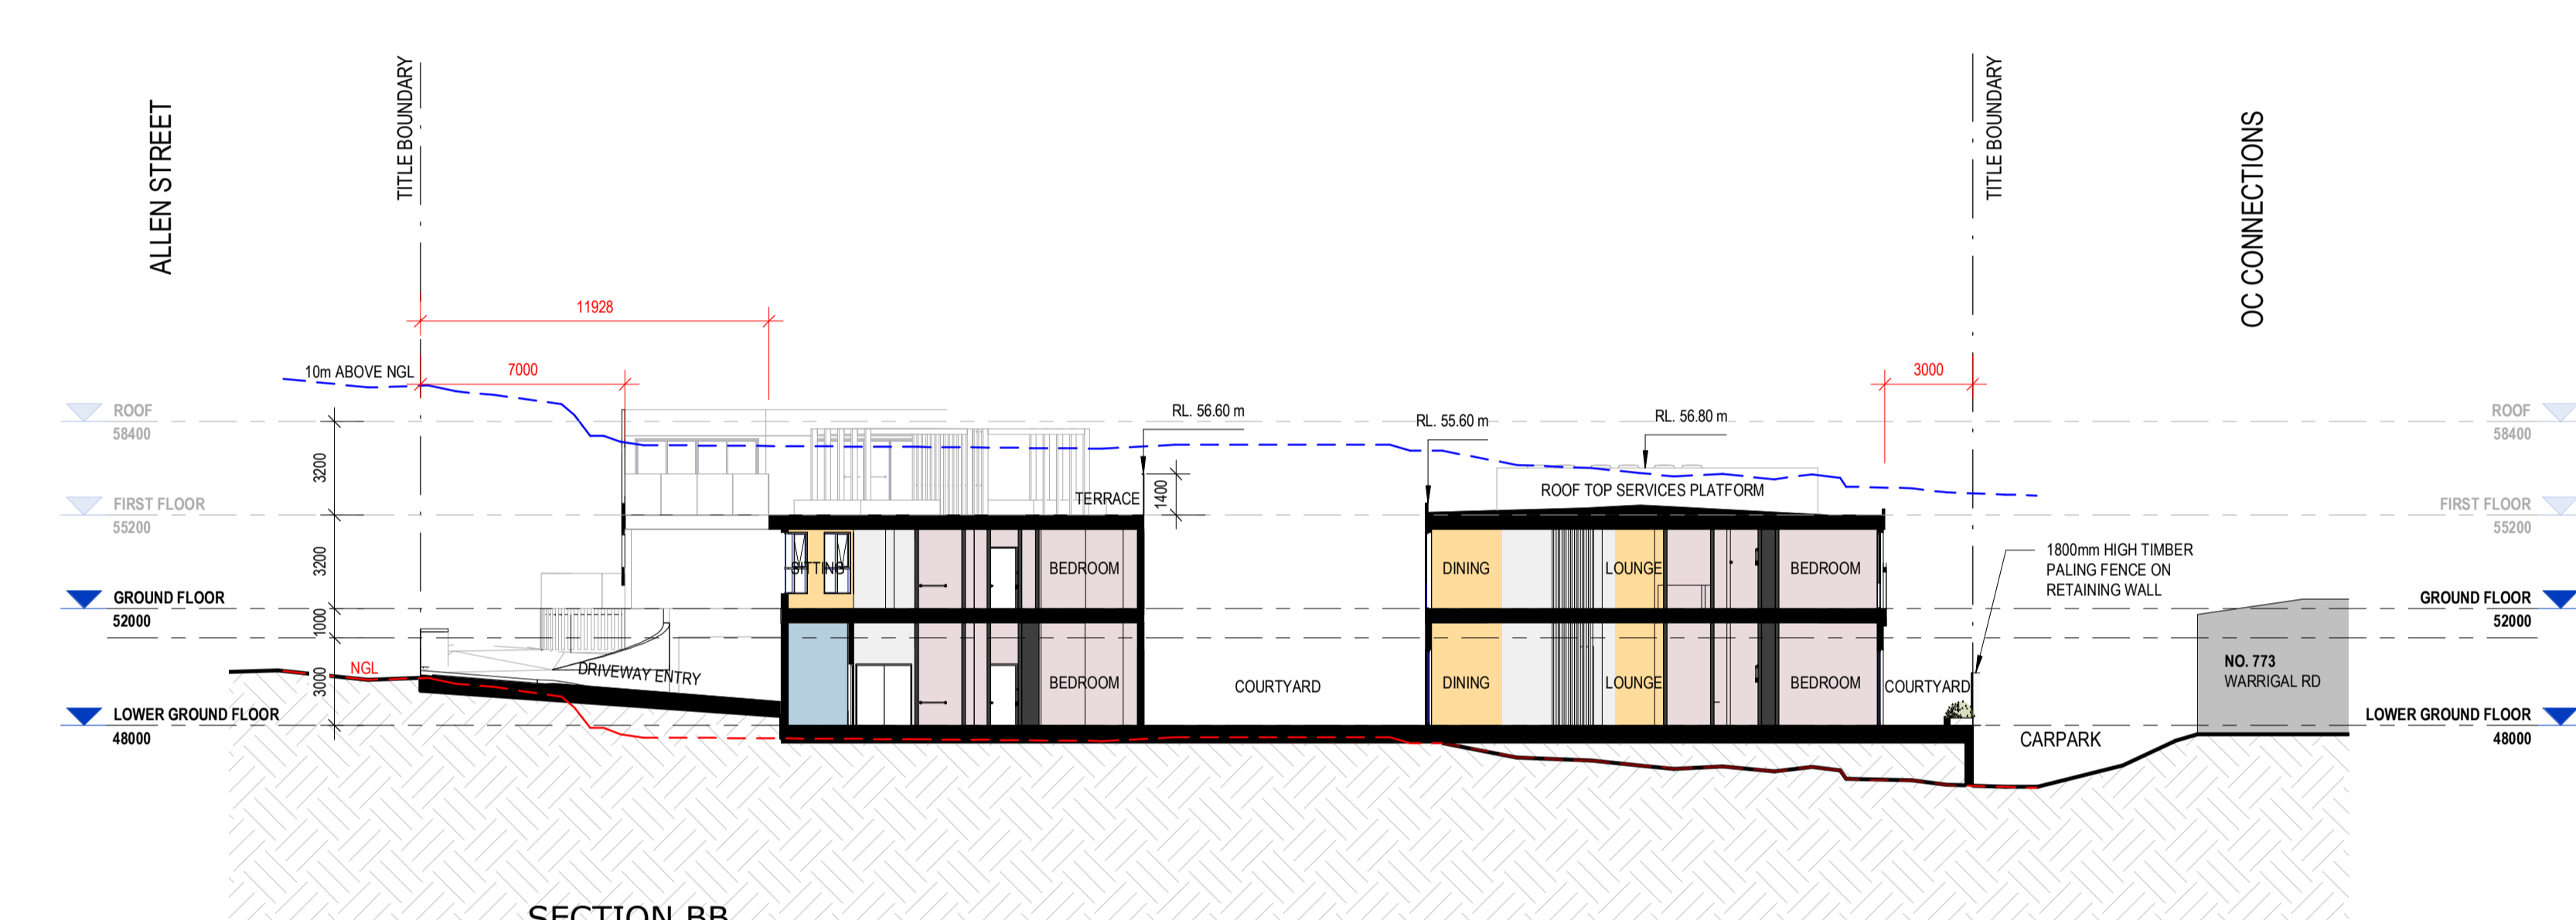 ALLEN STREET
TITLE BOUNDARY
TITLE BOUNDARY
OC CONNECTIONS
11928
7000
3000
10m ABOVE NGL
ROOF
58400
RL. 56.60 m
RL. 55.60 m
RL. 56.80 m
ROOF
58400
3200
FIRST FLOOR
55200
TERRACE
1400
ROOF TOP SERVICES PLATFORM
FIRST FLOOR
55200
3200
SITTING
BEDROOM
DINING
LOUNGE
BEDROOM
1800mm HIGH TIMBER
PALING FENCE ON
RETAINING WALL
GROUND FLOOR
52000
1000
GROUND FLOOR
52000
NGL
3000
DRIVEWAY ENTRY
BEDROOM
COURTYARD
DINING
LOUNGE
BEDROOM
COURTYARD
NO. 773
WARRIGAL RD
LOWER GROUND FLOOR
48000
CARPARK
LOWER GROUND FLOOR
48000
SECTION BB